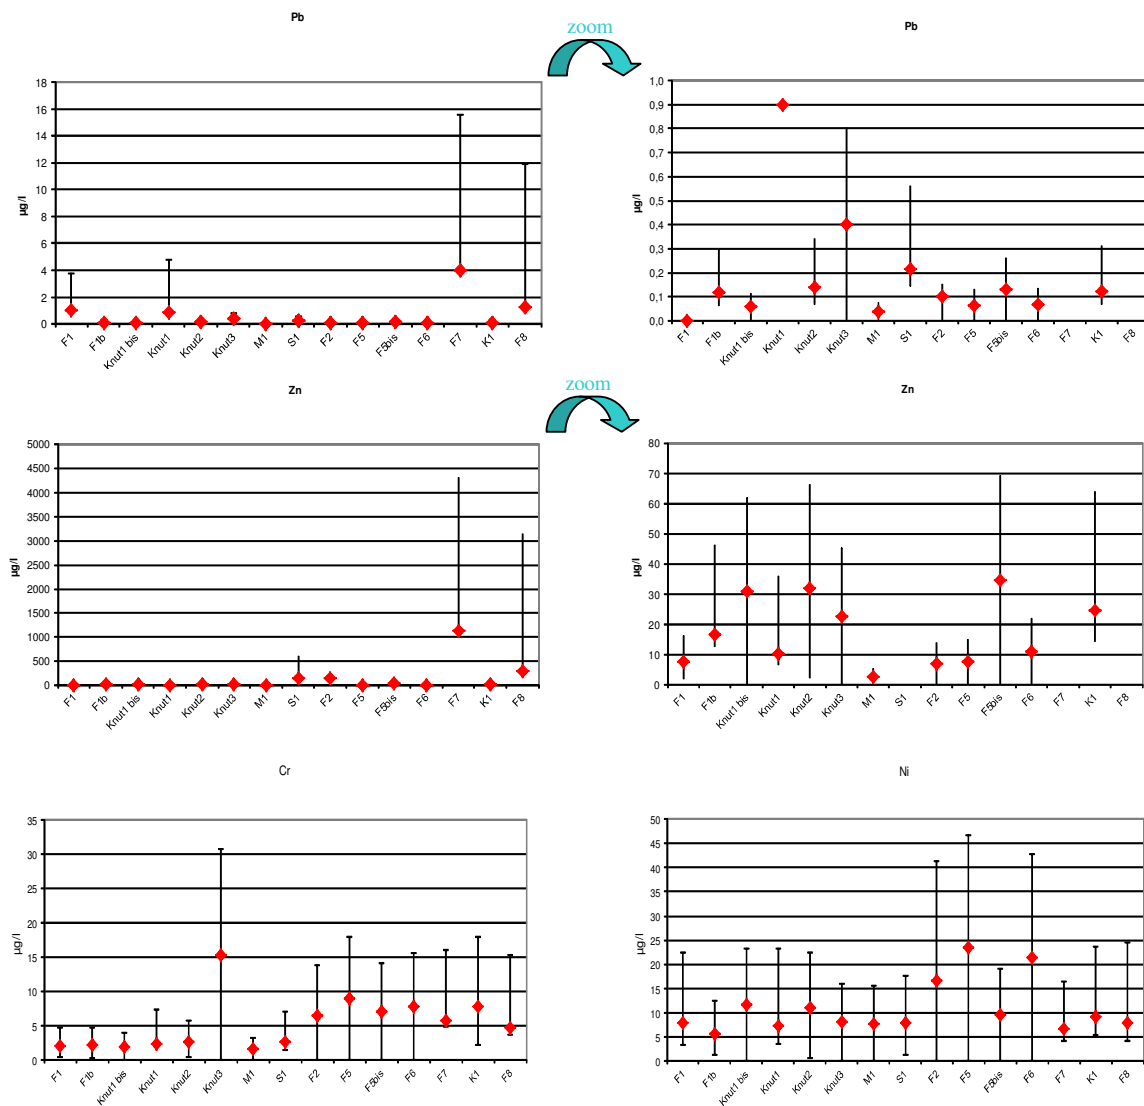 Pb
zoom
Pb
µg/l
18
16
14
12
10
8
6
4
2
0
F1
F1b
Knut1 bis
Knut1
Knut2
Knut3
M1
S1
F2
F5
F5bis
F6
F7
K1
F8
µg/l
1,0
0,9
0,8
0,7
0,6
0,5
0,4
0,3
0,2
0,1
0,0
F1
F1b
Knut1 bis
Knut1
Knut2
Knut3
M1
S1
F2
F5
F5bis
F6
F7
K1
F8
Zn
zoom
Zn
µg/l
5000
4500
4000
3500
3000
2500
2000
1500
1000
500
0
F1
F1b
Knut1 bis
Knut1
Knut2
Knut3
M1
S1
F2
F5
F5bis
F6
F7
K1
F8
µg/l
80
70
60
50
40
30
20
10
0
F1
F1b
Knut1 bis
Knut1
Knut2
Knut3
M1
S1
F2
F5
F5bis
F6
F7
K1
F8
Cr
Ni
µg/l
35
30
25
20
15
10
5
0
F1
F1b
Knut1 bis
Knut1
Knut2
Knut3
M1
S1
F2
F5
F5bis
F6
F7
K1
F8
µg/l
50
45
40
35
30
25
20
15
10
5
0
F1
F1b
Knut1 bis
Knut1
Knut2
Knut3
M1
S1
F2
F5
F5bis
F6
F7
K1
F8